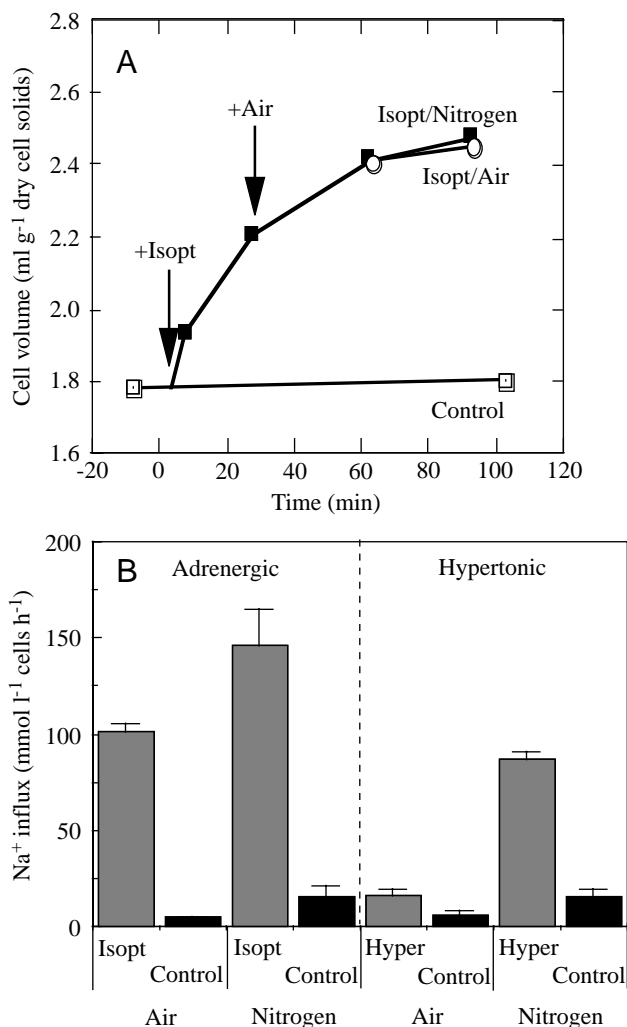 A
2.8
2.6
2.4
2.2
2.0
1.8
1.6
Cell volume (ml g⁻¹ dry cell solids)
+Air
+Isopt
Isopt/Nitrogen
Isopt/Air
Control
-20 0 20 40 60 80 100 120
Time (min)
B
200
150
100
50
0
Na⁺ influx (mmol l⁻¹ cells h⁻¹)
Adrenergic Hypertonic
Isopt Isopt Hyper Hyper
Control Control Control Control
Air Nitrogen Air Nitrogen